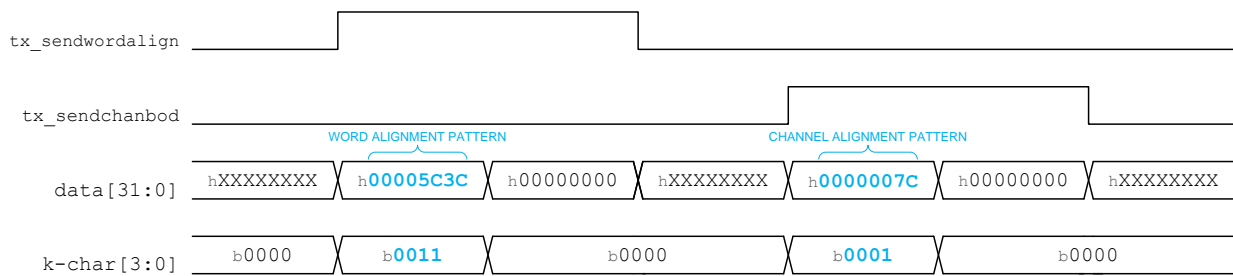 tx_sendwordalign
tx_sendchanbod
WORD ALIGNMENT PATTERN CHANNEL ALIGNMENT PATTERN
data[31:0] hXXXXXXXX h00005C3C h00000000 hXXXXXXXX h0000007C h00000000 hXXXXXXXX
k-char[3:0] b0000 b0011 b0000 b0001 b0000